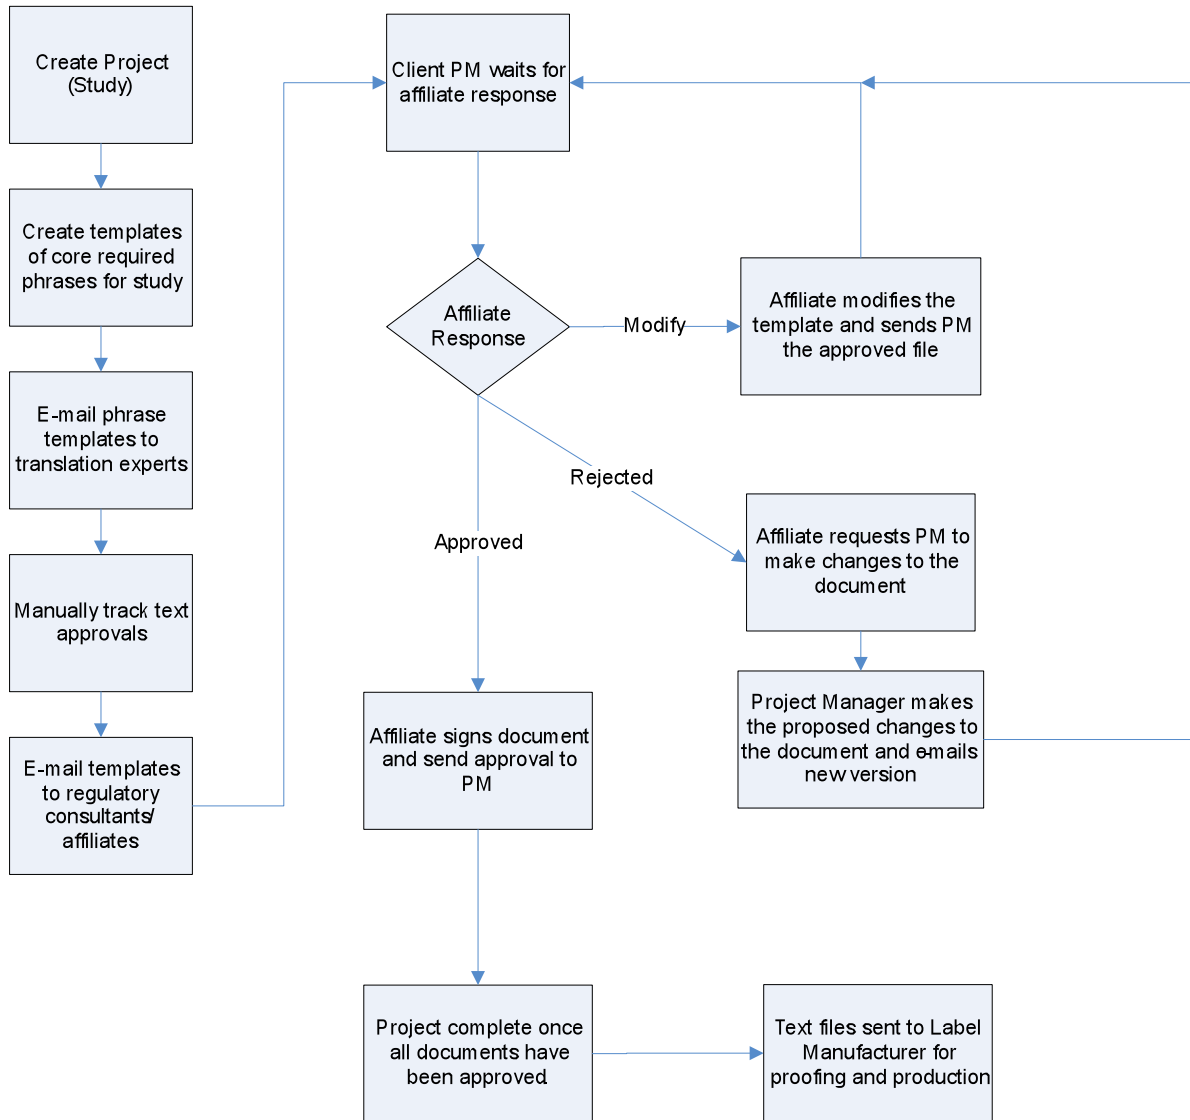 Create Project
(Study)
Create templates
of core required
phrases for study
E-mail phrase
templates to
translation experts
Manually track text
approvals
E-mail templates
to regulatory
consultants/
affiliates
Client PM waits for
affiliate response
Affiliate
Response
Modify
Affiliate modifies the
template and sends PM
the approved file
Rejected
Affiliate requests PM to
make changes to the
document
Project Manager makes
the proposed changes to
the document and e-mails
new version
Approved
Affiliate signs document
and send approval to
PM
Project complete once
all documents have
been approved.
Text files sent to Label
Manufacturer for
proofing and production